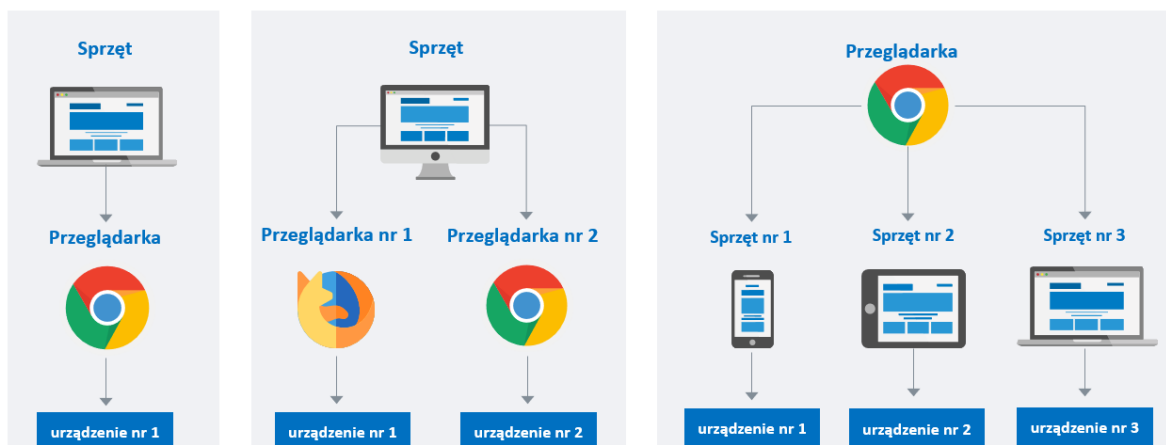 Sprzęt
Przeglądarka
urządzenie nr 1
Sprzęt
Przeglądarka nr 1
Przeglądarka nr 2
urządzenie nr 1
urządzenie nr 2
Przeglądarka
Sprzęt nr 1
Sprzęt nr 2
Sprzęt nr 3
urządzenie nr 1
urządzenie nr 2
urządzenie nr 3